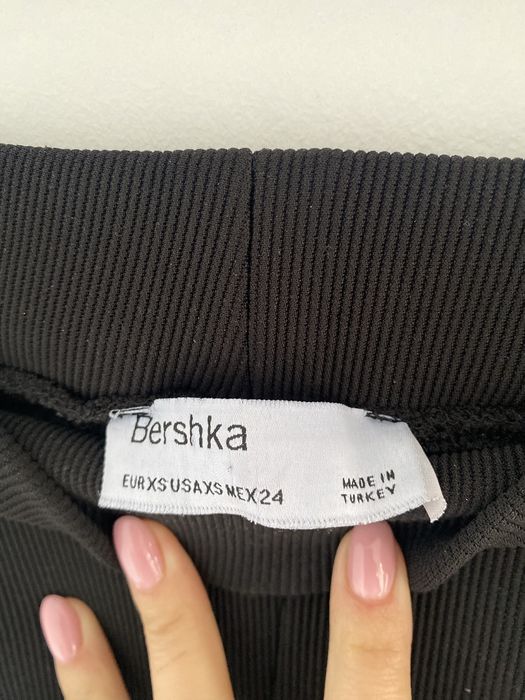 Bershka
EUR XS USA XS MEX 24
MADE IN
TURKEY